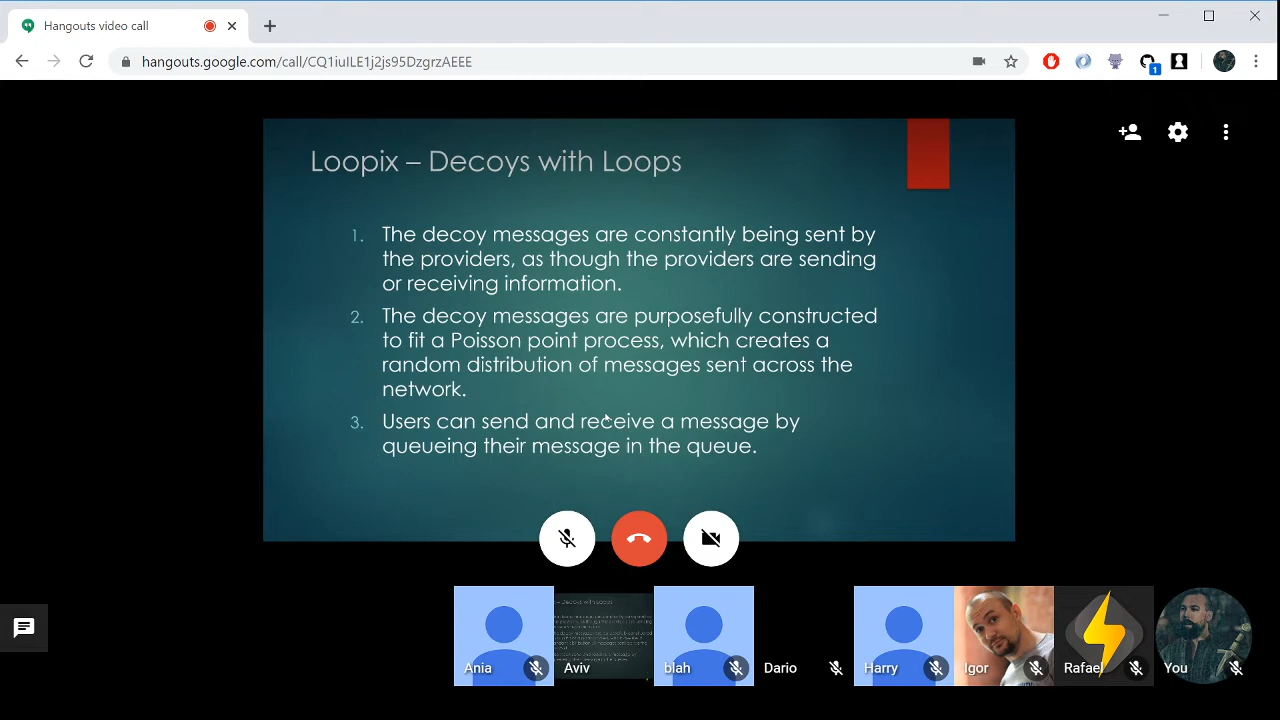 Hangouts video call
hangouts.google.com/call/CQ1iuILE1j2js95DzgrzAEEE
1
Loopix – Decoys with Loops
1. The decoy messages are constantly being sent by
the providers, as though the providers are sending
or receiving information.
2. The decoy messages are purposefully constructed
to fit a Poisson point process, which creates a
random distribution of messages sent across the
network.
3. Users can send and receive a message by
queueing their message in the queue.
Ania
Aviv
blah
Dario
Harry
Igor
Rafael
You